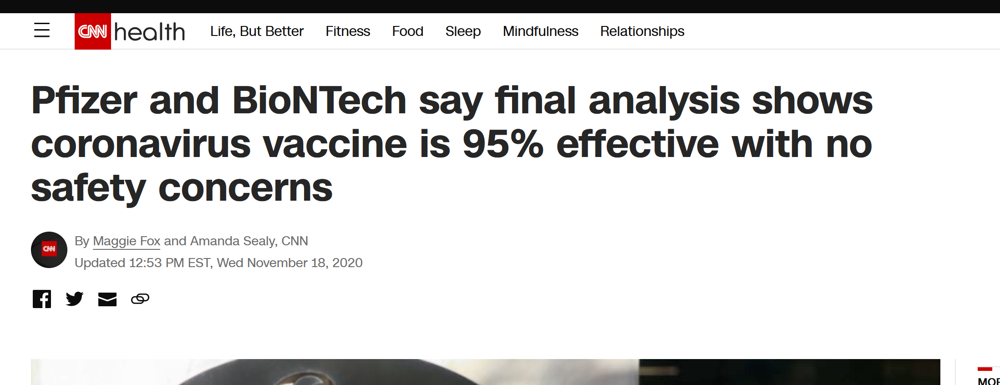 CNN health Life, But Better Fitness Food Sleep Mindfulness Relationships
Pfizer and BioNTech say final analysis shows
coronavirus vaccine is 95% effective with no
safety concerns
CNN
By Maggie Fox and Amanda Sealy, CNN
Updated 12:53 PM EST, Wed November 18, 2020